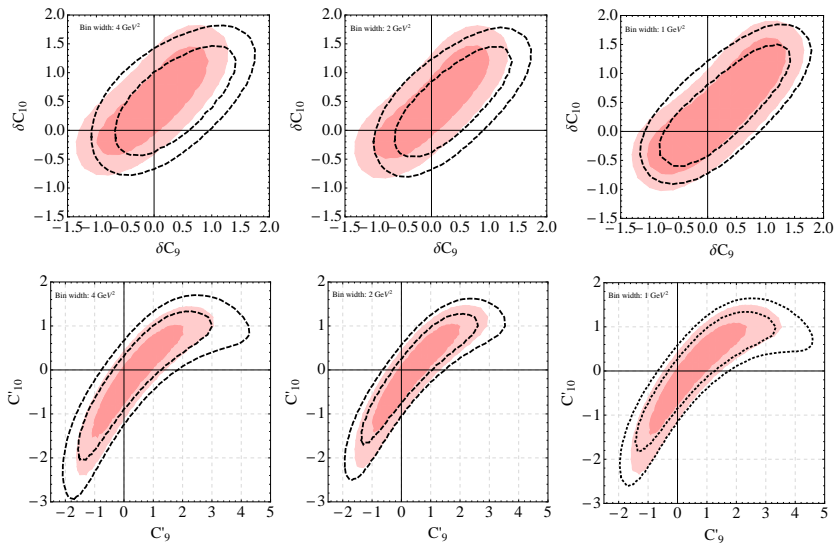 Bin width: 4 GeV²
2.0
1.5
1.0
0.5
0.0
−0.5
−1.0
−1.5
−1.5 −1.0 −0.5 0.0 0.5 1.0 1.5 2.0
δC₁₀
δC₉
Bin width: 2 GeV²
2.0
1.5
1.0
0.5
0.0
−0.5
−1.0
−1.5
−1.5 −1.0 −0.5 0.0 0.5 1.0 1.5 2.0
δC₁₀
δC₉
Bin width: 1 GeV²
2.0
1.5
1.0
0.5
0.0
−0.5
−1.0
−1.5
−1.5 −1.0 −0.5 0.0 0.5 1.0 1.5 2.0
δC₁₀
δC₉
Bin width: 4 GeV²
2
1
0
−1
−2
−3
−2 −1 0 1 2 3 4 5
C'₁₀
C'₉
Bin width: 2 GeV²
2
1
0
−1
−2
−3
−2 −1 0 1 2 3 4 5
C'₁₀
C'₉
Bin width: 1 GeV²
2
1
0
−1
−2
−3
−2 −1 0 1 2 3 4 5
C'₁₀
C'₉